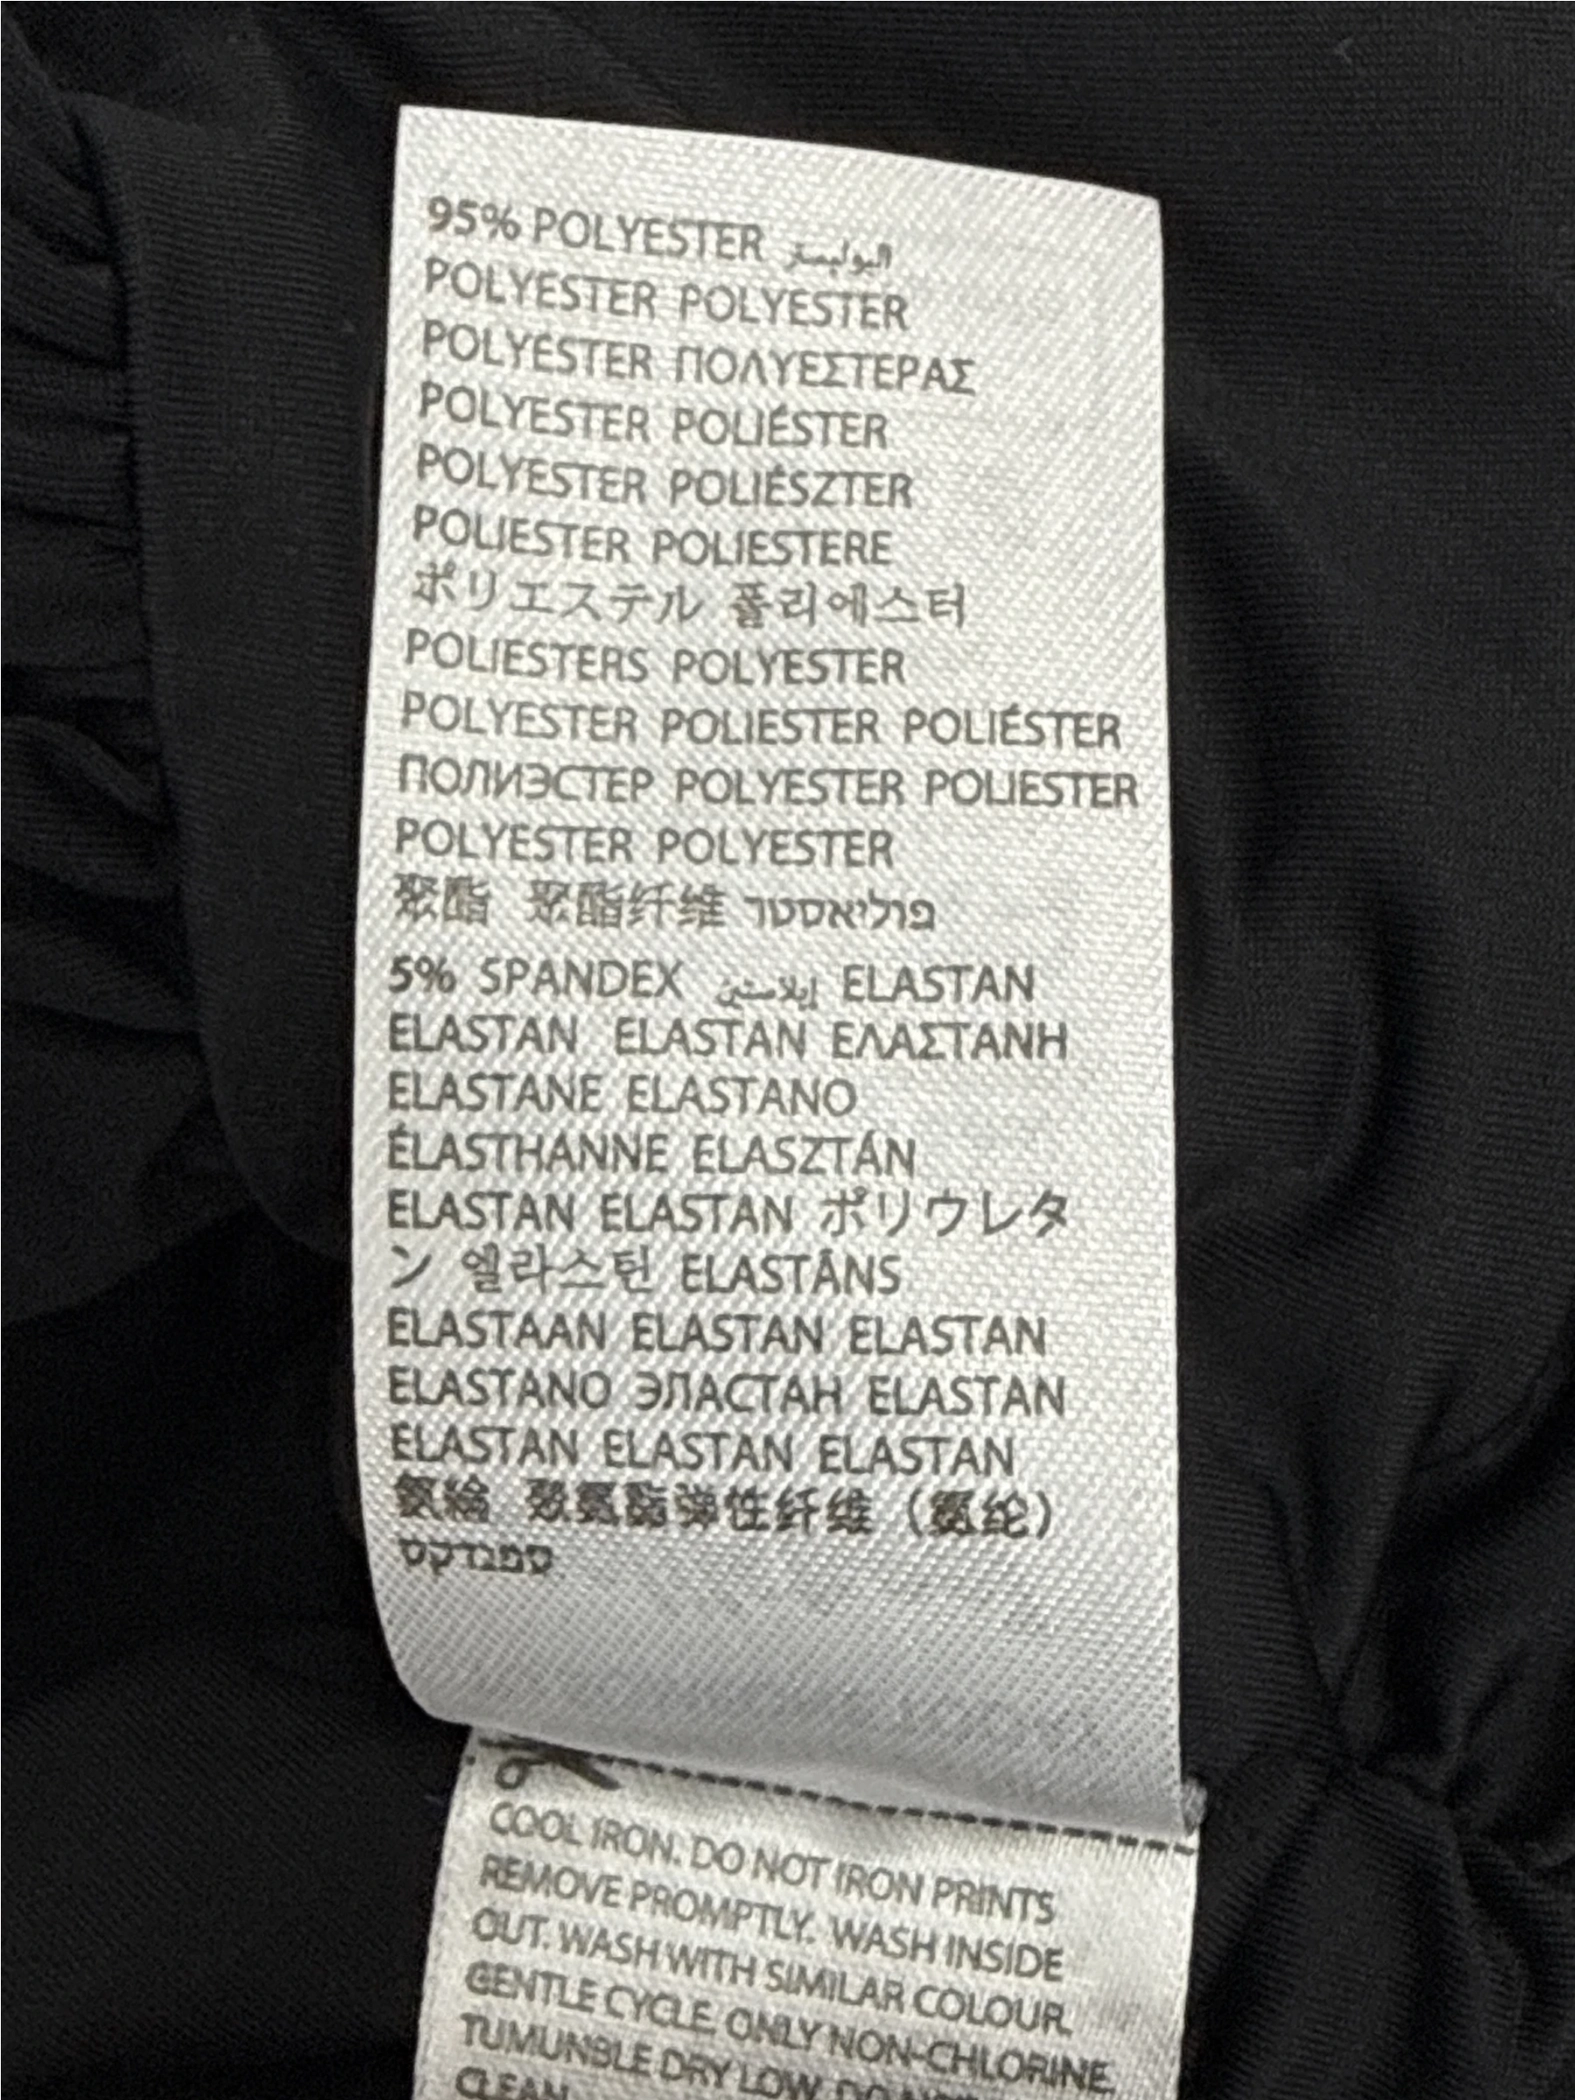 95% POLYESTER البوليستر
POLYESTER POLYESTER
POLYESTER ΠΟΛΥΕΣΤΕΡΑΣ
POLYESTER POLIÉSTER
POLYESTER POLIÉSZTER
POLIESTER POLIESTERE
ポリエステル 폴리에스터
POLIESTERS POLYESTER
POLYESTER POLIESTER POLIÉSTER
ПОЛИЭСТЕР POLYESTER POLIESTER
POLYESTER POLYESTER
聚酯 聚酯纤维 פוליאסטר
5% SPANDEX إيلاستين ELASTAN
ELASTAN ELASTAN ΕΛΑΣΤΑΝΗ
ELASTANE ELASTANO
ÉLASTHANNE ELASZTÁN
ELASTAN ELASTAN ポリウレタ
ン 엘라스틴 ELASTĀNS
ELASTAAN ELASTAN ELASTAN
ELASTANO ЭЛАСТАН ELASTAN
ELASTAN ELASTAN ELASTAN
氨綸 聚氨酯弹性纤维（氨纶）
ספנדקס
COOL IRON. DO NOT IRON PRINTS
REMOVE PROMPTLY. WASH INSIDE
OUT. WASH WITH SIMILAR COLOUR.
GENTLE CYCLE. ONLY NON-CHLORINE.
TUMUNBLE DRY LOW. DO NOT
CLEAN